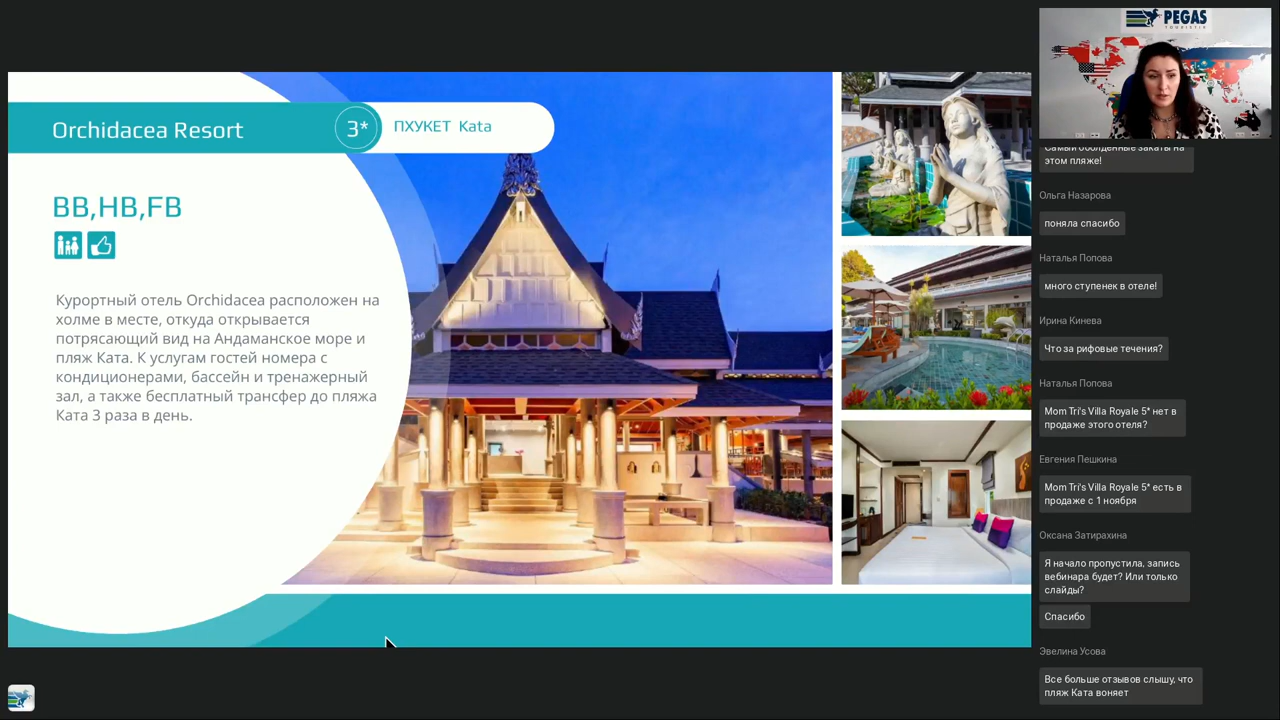 Orchidacea Resort
3*
ПХУКЕТ Kata
BB,HB,FB
Курортный отель Orchidacea расположен на
холме в месте, откуда открывается
потрясающий вид на Андаманское море и
пляж Ката. К услугам гостей номера с
кондиционерами, бассейн и тренажерный
зал, а также бесплатный трансфер до пляжа
Ката 3 раза в день.
PEGAS
TOURISTIK
Самый обалденные закаты на
этом пляже!
Ольга Назарова
поняла спасибо
Наталья Попова
много ступенек в отеле!
Ирина Кинева
Что за рифовые течения?
Наталья Попова
Mom Tri's Villa Royale 5* нет в
продаже этого отеля?
Евгения Пешкина
Mom Tri's Villa Royale 5* есть в
продаже с 1 ноября
Оксана Затирахина
Я начало пропустила, запись
вебинара будет? Или только
слайды?
Спасибо
Эвелина Усова
Все больше отзывов слышу, что
пляж Ката воняет